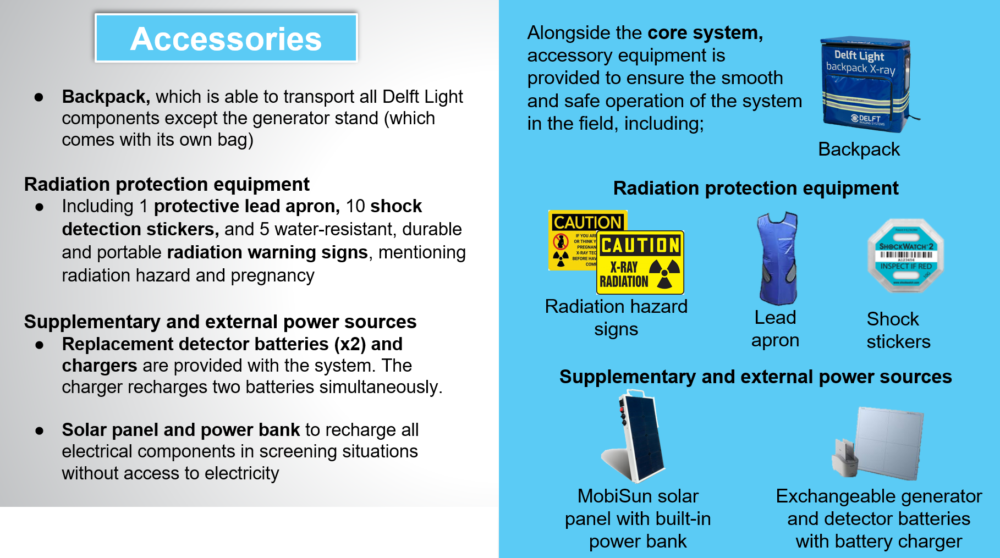 Accessories
● Backpack, which is able to transport all Delft Light
components except the generator stand (which
comes with its own bag)
Radiation protection equipment
● Including 1 protective lead apron, 10 shock
detection stickers, and 5 water-resistant, durable
and portable radiation warning signs, mentioning
radiation hazard and pregnancy
Supplementary and external power sources
● Replacement detector batteries (x2) and
chargers are provided with the system. The
charger recharges two batteries simultaneously.
● Solar panel and power bank to recharge all
electrical components in screening situations
without access to electricity
Alongside the core system,
accessory equipment is
provided to ensure the smooth
and safe operation of the system
in the field, including;
Delft Light
backpack X-ray
DELFT
IMAGING SYSTEMS
Backpack
Radiation protection equipment
CAUTION
IF YOU ARE
OR THINK
PREGNAN
X-RAY TEC
BEFORE HAV
COMP
CAUTION
X-RAY
RADIATION
Radiation hazard
signs
Lead
apron
SHOCKWATCH 2
A123456
INSPECT IF RED
www.shockwatch.com
Shock
stickers
Supplementary and external power sources
MobiSun solar
panel with built-in
power bank
Exchangeable generator
and detector batteries
with battery charger